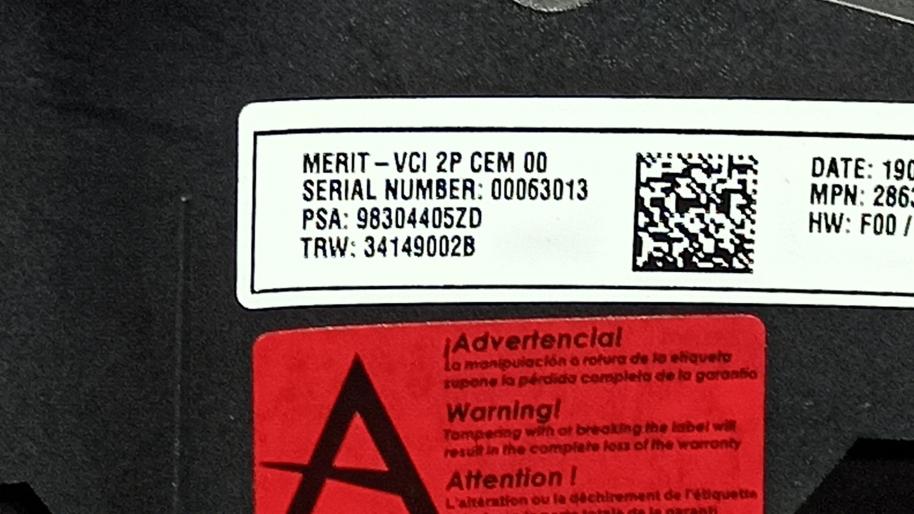 MERIT-VCI 2P CEM 00
SERIAL NUMBER: 00063013
PSA: 98304405ZD
TRW: 34149002B
DATE: 190
MPN: 2863
HW: F00 /
¡Advertencia!
La manipulación o rotura de la etiqueta
supone la pérdida completa de la garantía
Warning!
Tampering with or breaking the label will
result in the complete loss of the warranty
Attention !
L'altération ou le déchirement de l'étiquette